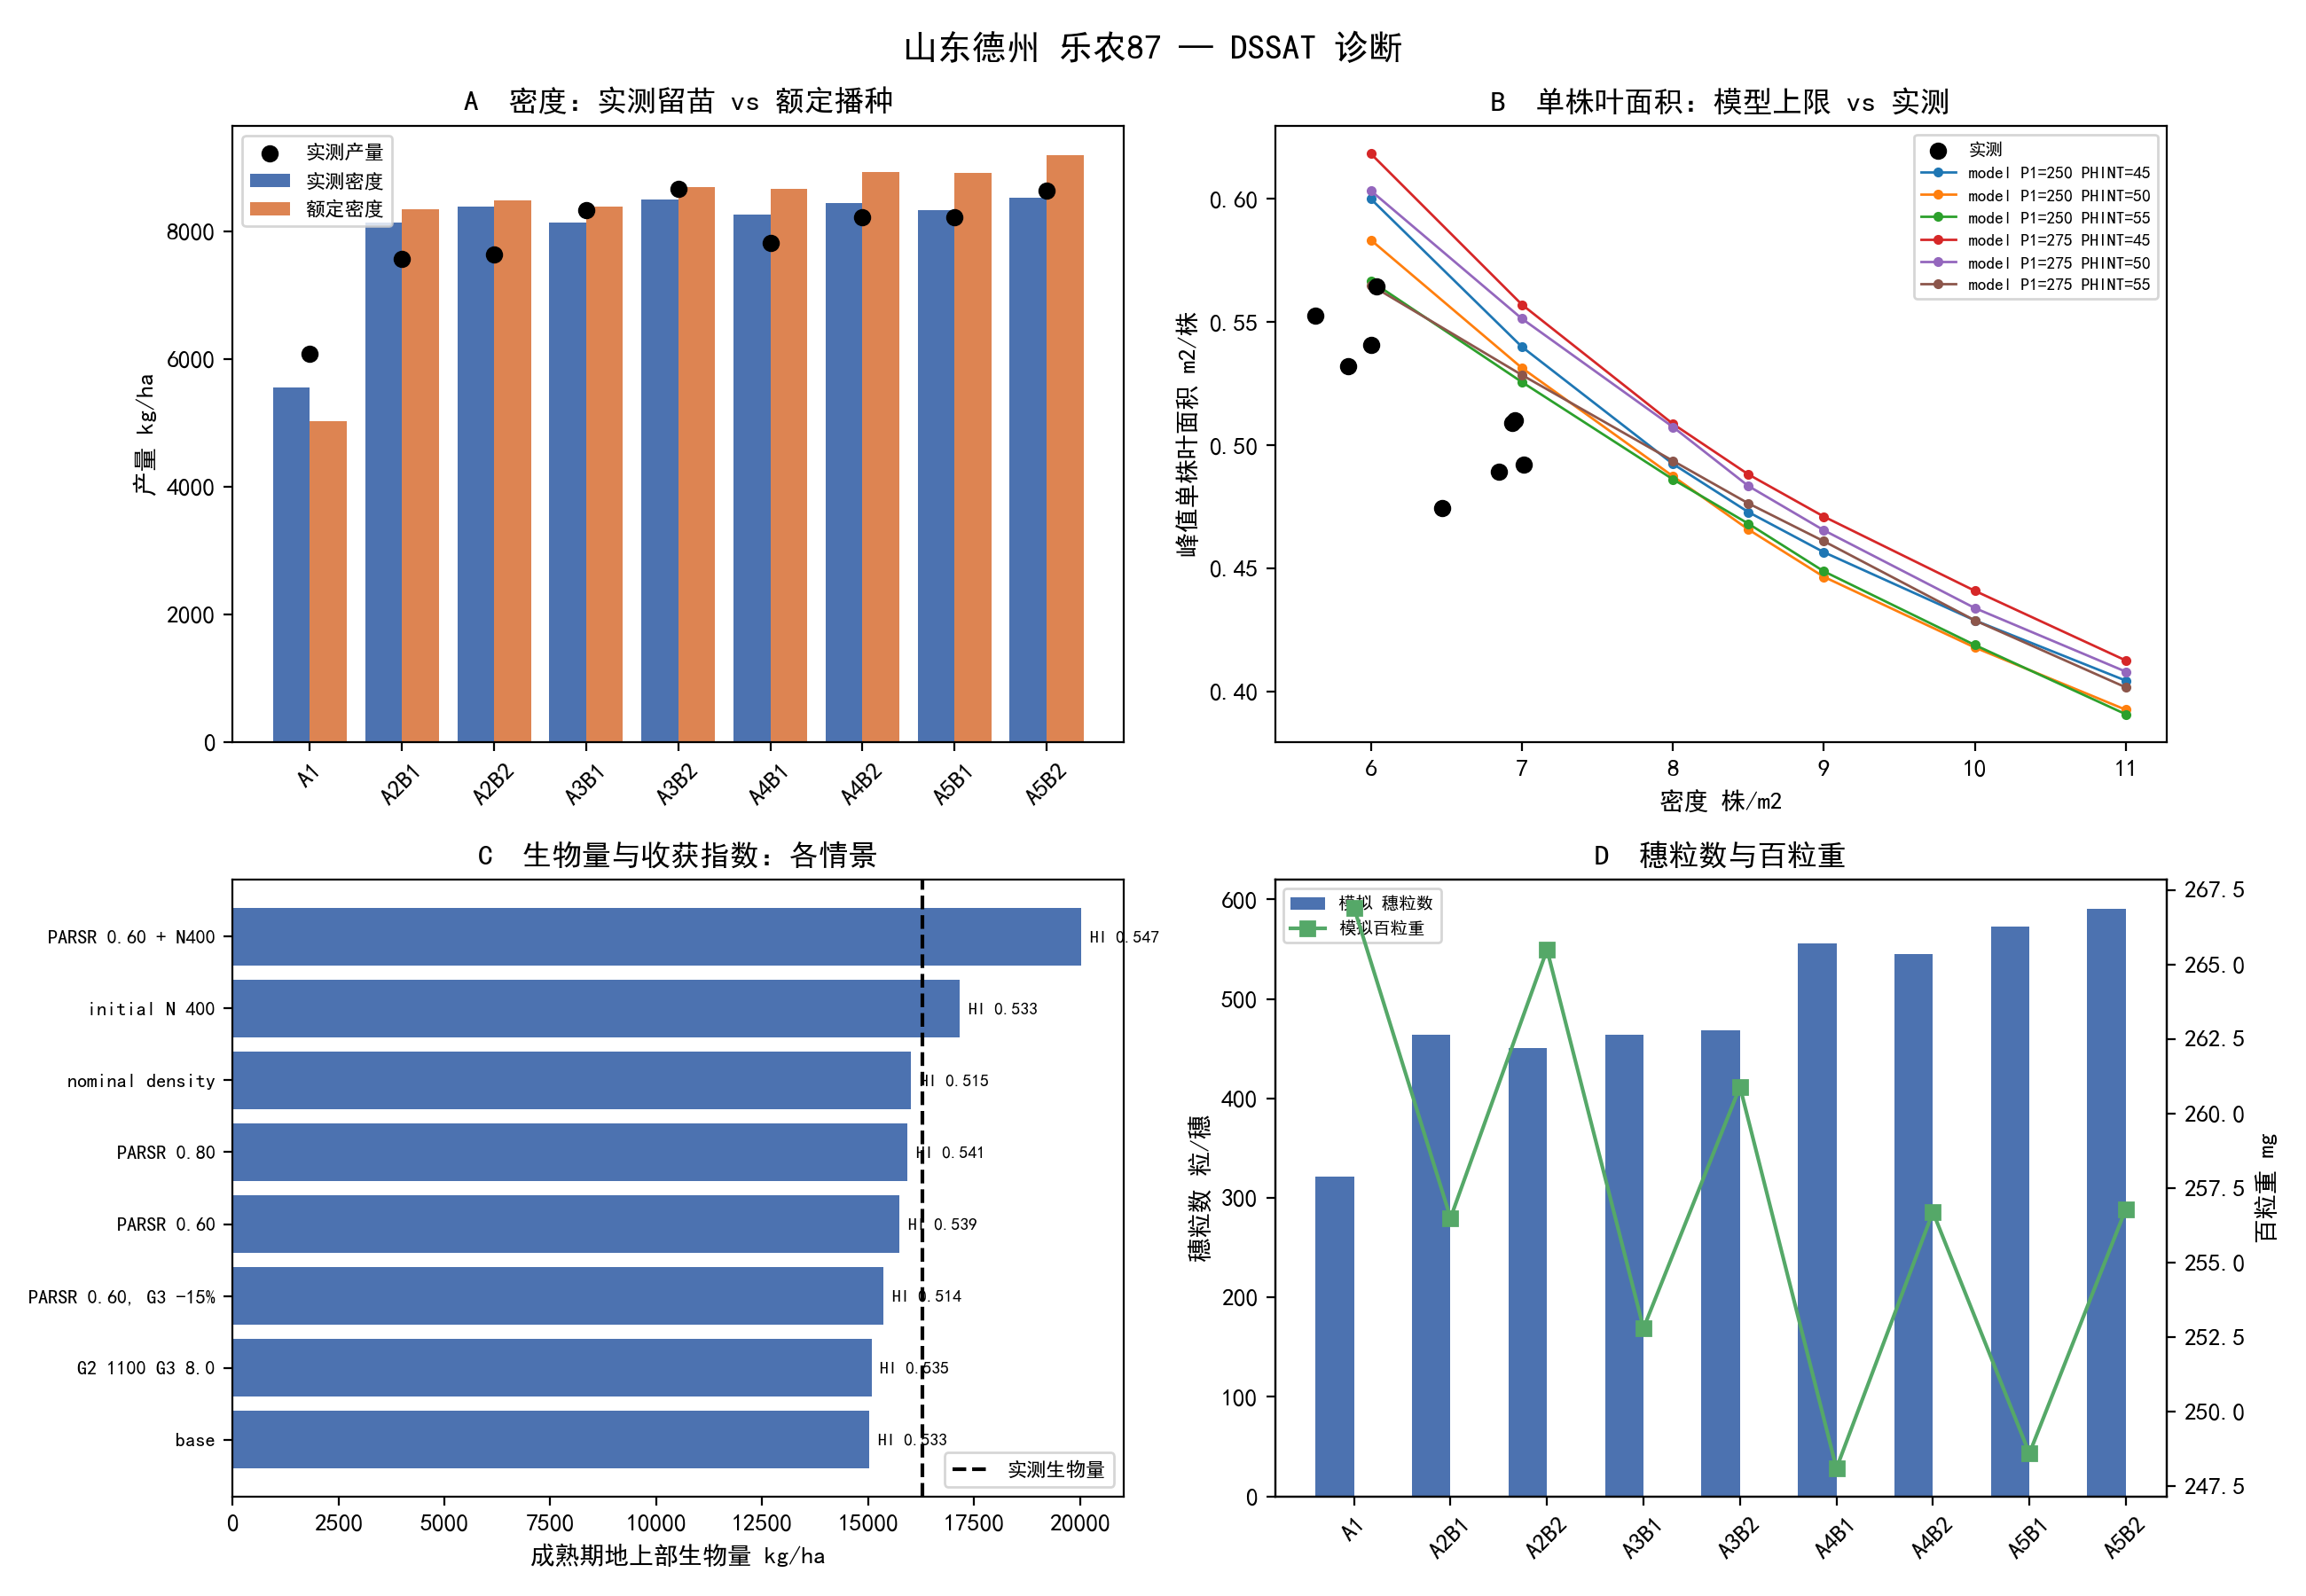 山东德州 乐农87 — DSSAT 诊断
A 密度：实测留苗 vs 额定播种
实测产量
实测密度
额定密度
产量 kg/ha
8000
6000
4000
2000
0
A1
A2B1
A2B2
A3B1
A3B2
A4B1
A4B2
A5B1
A5B2
B 单株叶面积：模型上限 vs 实测
实测
model P1=250 PHINT=45
model P1=250 PHINT=50
model P1=250 PHINT=55
model P1=275 PHINT=45
model P1=275 PHINT=50
model P1=275 PHINT=55
峰值单株叶面积 m2/株
0.60
0.55
0.50
0.45
0.40
6
7
8
9
10
11
密度 株/m2
C 生物量与收获指数：各情景
PARSR 0.60 + N400
HI 0.547
initial N 400
HI 0.533
nominal density
HI 0.515
PARSR 0.80
HI 0.541
PARSR 0.60
HI 0.539
PARSR 0.60, G3 -15%
HI 0.514
G2 1100 G3 8.0
HI 0.535
base
HI 0.533
实测生物量
0
2500
5000
7500
10000
12500
15000
17500
20000
成熟期地上部生物量 kg/ha
D 穗粒数与百粒重
模拟 穗粒数
模拟百粒重
穗粒数 粒/穗
600
500
400
300
200
100
0
267.5
265.0
262.5
260.0
257.5
255.0
252.5
250.0
247.5
百粒重 mg
A1
A2B1
A2B2
A3B1
A3B2
A4B1
A4B2
A5B1
A5B2